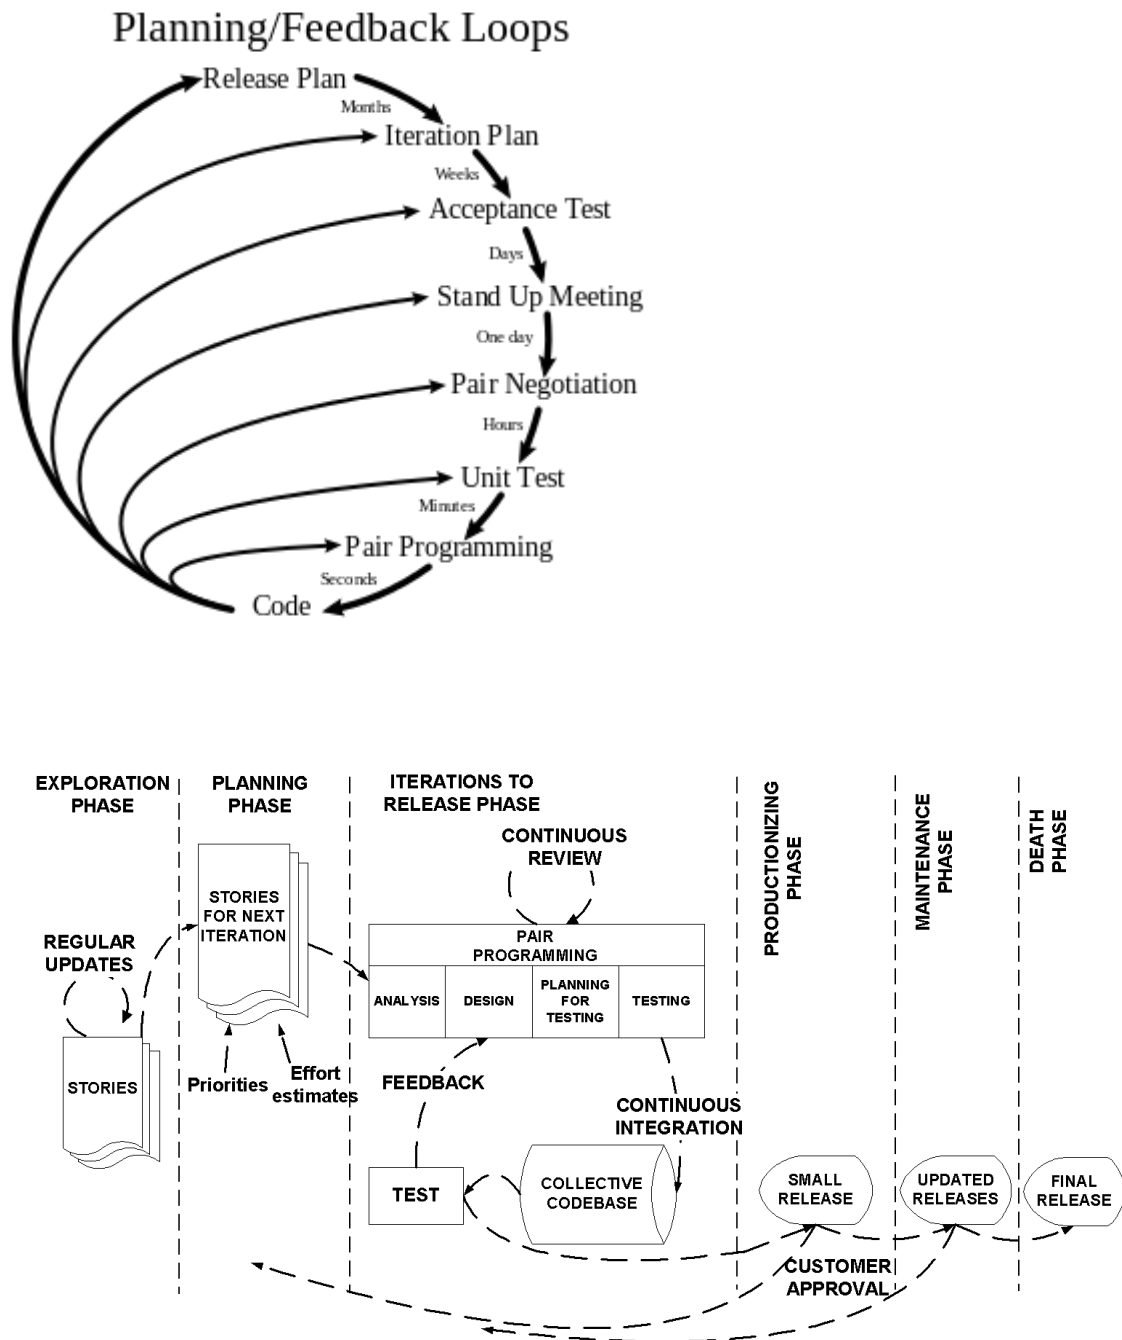 Planning/Feedback Loops
Release Plan
Months
Iteration Plan
Weeks
Acceptance Test
Days
Stand Up Meeting
One day
Pair Negotiation
Hours
Unit Test
Minutes
Pair Programming
Seconds
Code
EXPLORATION
PHASE
PLANNING
PHASE
ITERATIONS TO
RELEASE PHASE
PRODUCTIONIZING
PHASE
MAINTENANCE
PHASE
DEATH
PHASE
CONTINUOUS
REVIEW
STORIES
FOR NEXT
ITERATION
REGULAR
UPDATES
PAIR
PROGRAMMING
ANALYSIS
DESIGN
PLANNING
FOR
TESTING
TESTING
STORIES
Priorities
Effort
estimates
FEEDBACK
CONTINUOUS
INTEGRATION
TEST
COLLECTIVE
CODEBASE
SMALL
RELEASE
UPDATED
RELEASES
FINAL
RELEASE
CUSTOMER
APPROVAL